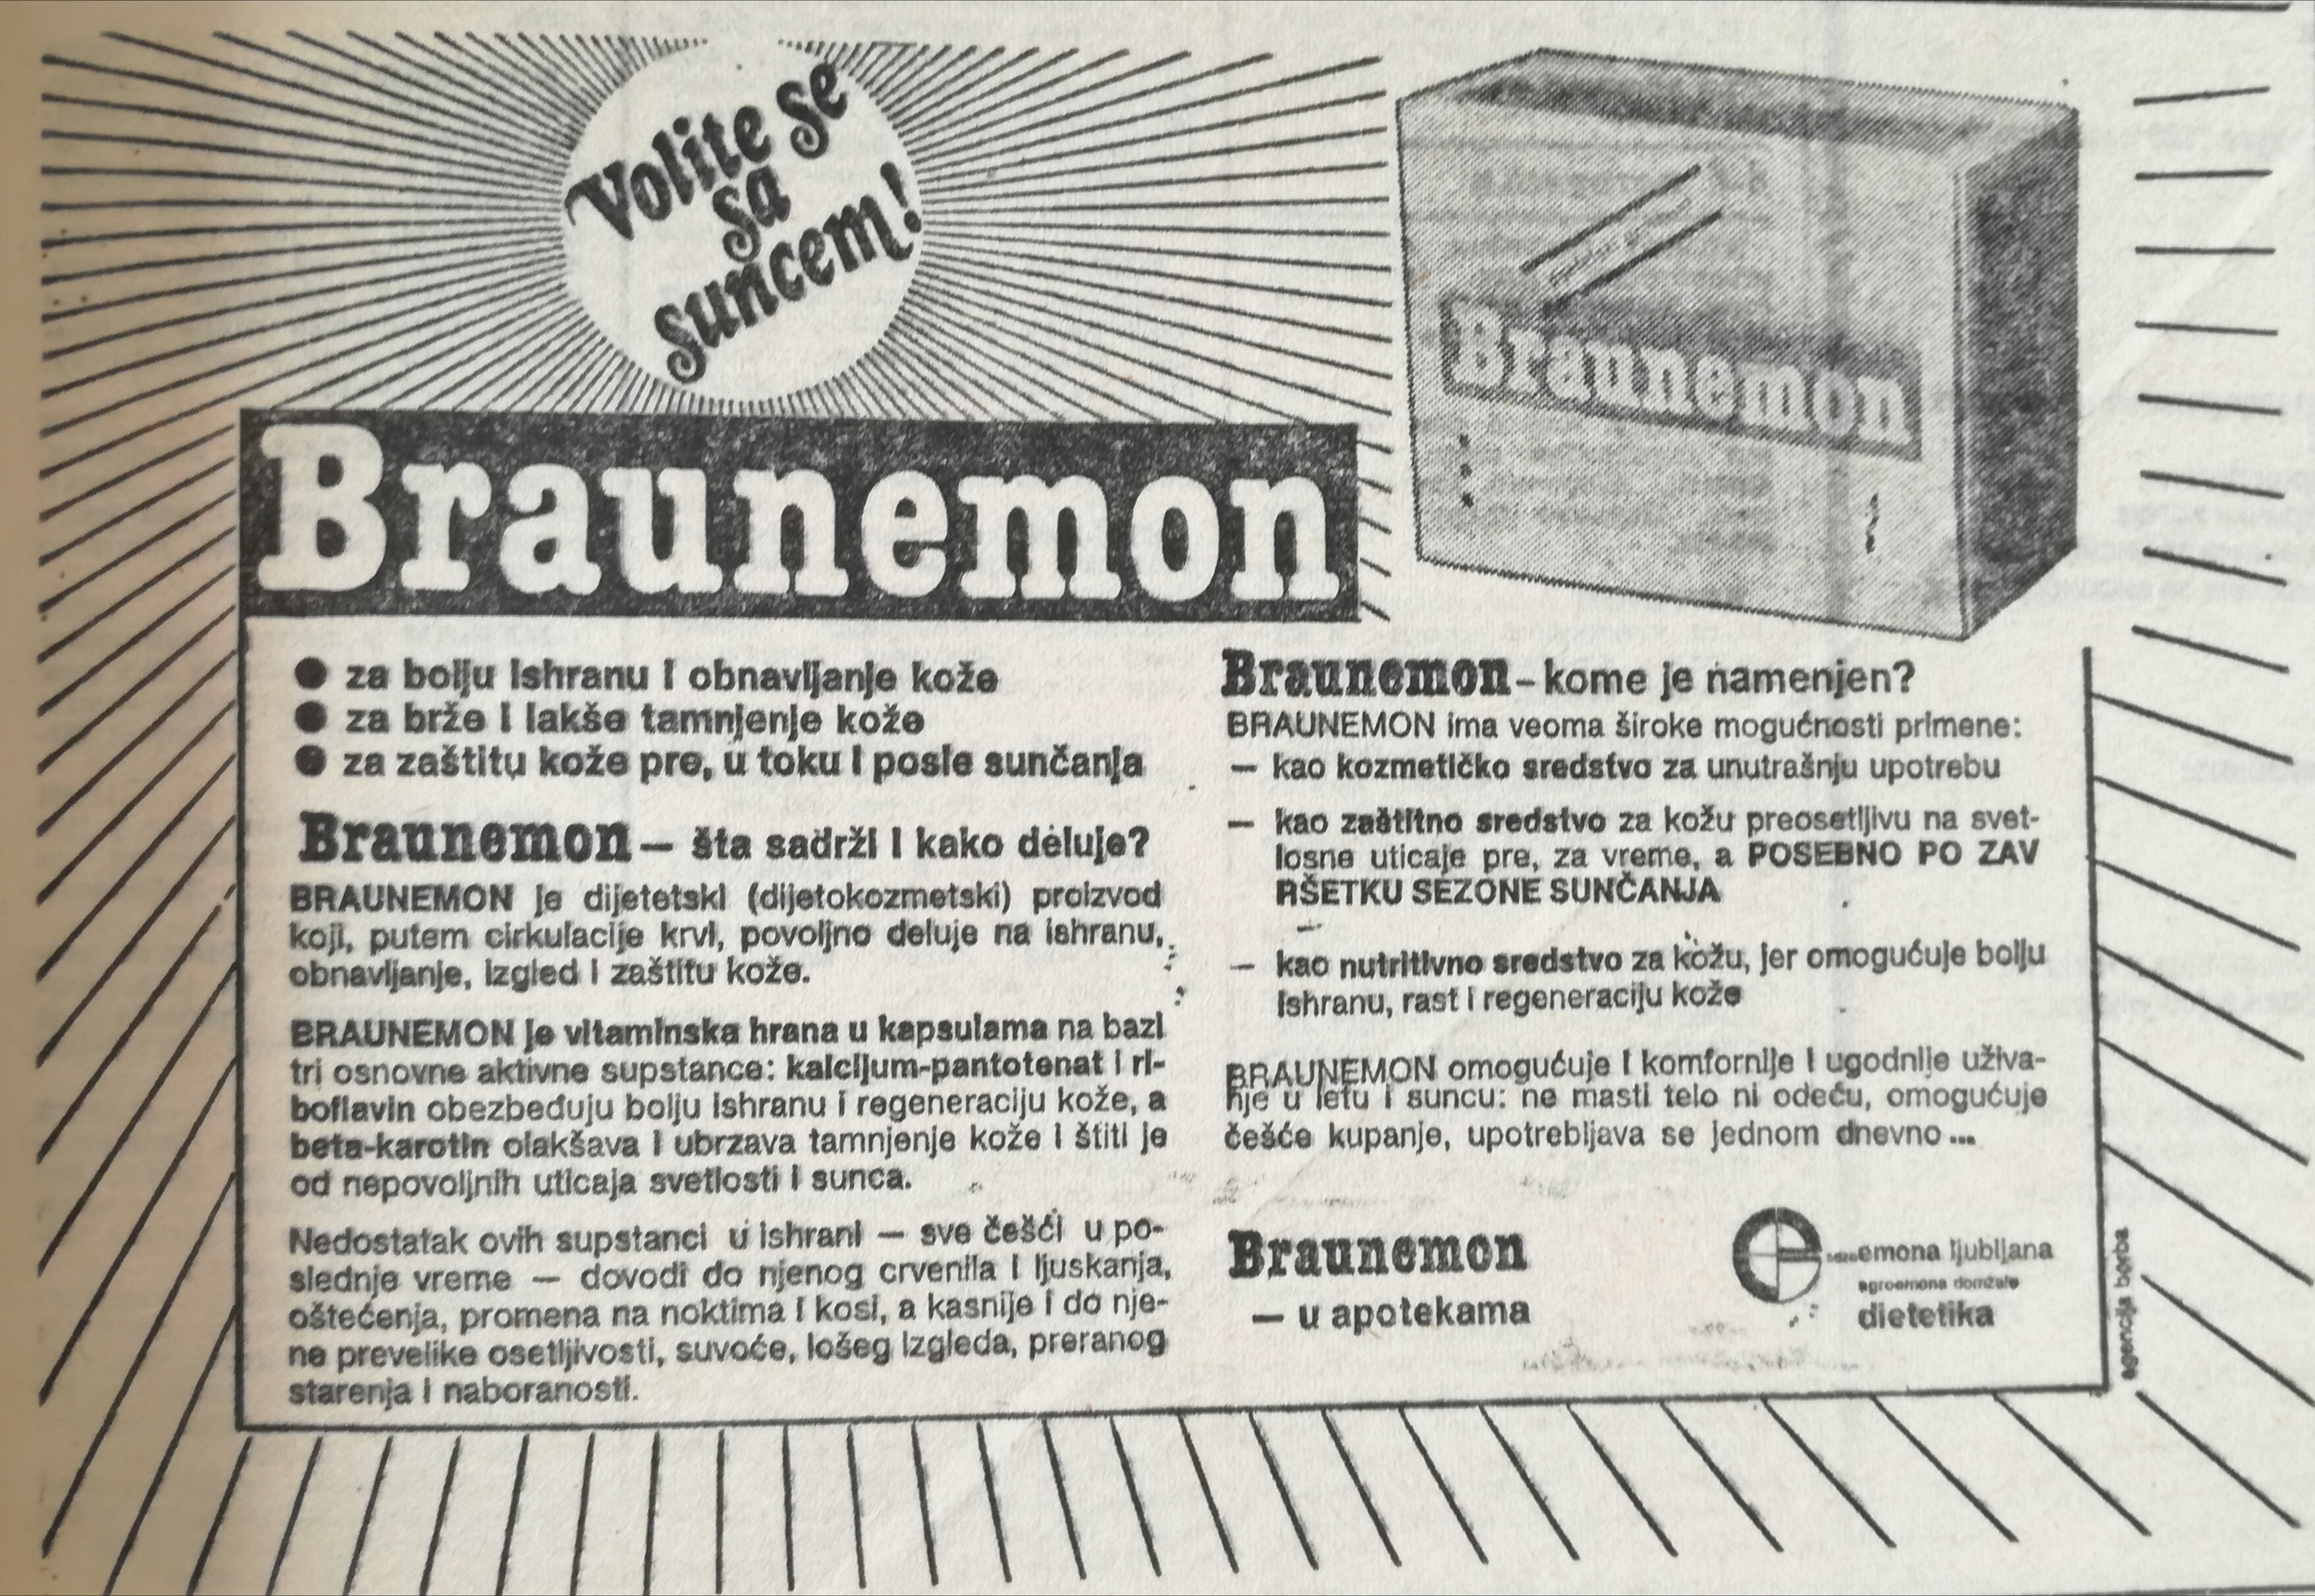 Volite se
sa
suncem!
Braunemon
Braunemon
● za bolju ishranu i obnavljanje kože
● za brže i lakše tamnjenje kože
● za zaštitu kože pre, u toku i posle sunčanja
Braunemon – šta sadrži i kako deluje?
BRAUNEMON je dijetetski (dijetokozmetski) proizvod
koji, putem cirkulacije krvi, povoljno deluje na ishranu,
obnavljanje, izgled i zaštitu kože.
BRAUNEMON je vitaminska hrana u kapsulama na bazi
tri osnovne aktivne supstance: kalcijum-pantotenat i ri-
boflavin obezbeđuju bolju ishranu i regeneraciju kože, a
beta-karotin olakšava i ubrzava tamnjenje kože i štiti je
od nepovoljnih uticaja svetlosti i sunca.
Nedostatak ovih supstanci u ishrani — sve češći u po-
slednje vreme — dovodi do njenog crvenila i ljuskanja,
oštećenja, promena na noktima i kosi, a kasnije i do nje-
ne prevelike osetljivosti, suvoće, lošeg izgleda, preranog
starenja i naboranosti.
Braunemon – kome je namenjen?
BRAUNEMON ima veoma široke mogućnosti primene:
— kao kozmetičko sredstvo za unutrašnju upotrebu
— kao zaštitno sredstvo za kožu preosetljivu na svet-
losne uticaje pre, za vreme, a POSEBNO PO ZAV
RŠETKU SEZONE SUNČANJA
— kao nutritivno sredstvo za kožu, jer omogućuje bolju
ishranu, rast i regeneraciju kože
BRAUNEMON omogućuje i komfornije i ugodnije uživa-
nje u letu i suncu: ne masti telo ni odeću, omogućuje
češće kupanje, upotrebljava se jednom dnevno...
Braunemon
— u apotekama
emona ljubljana
agroemona domžale
dietetika
agencija borba